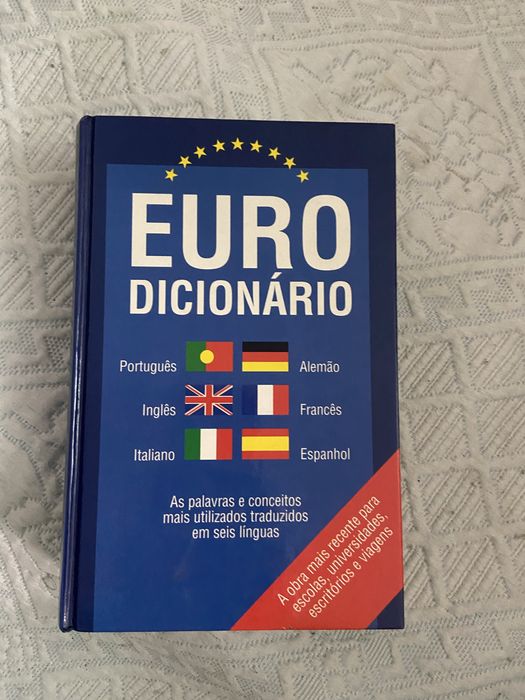 EURO
DICIONÁRIO
Português
Alemão
Inglês
Francês
Italiano
Espanhol
As palavras e conceitos
mais utilizados traduzidos
em seis línguas
A obra mais recente para
escolas, universidades,
escritórios e viagens